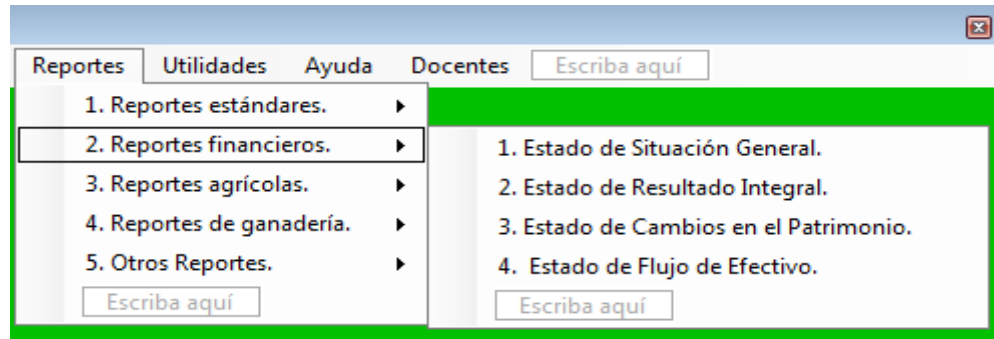 Reportes Utilidades Ayuda Docentes Escriba aquí
1. Reportes estándares.
2. Reportes financieros.
3. Reportes agrícolas.
4. Reportes de ganadería.
5. Otros Reportes.
Escriba aquí
1. Estado de Situación General.
2. Estado de Resultado Integral.
3. Estado de Cambios en el Patrimonio.
4. Estado de Flujo de Efectivo.
Escriba aquí